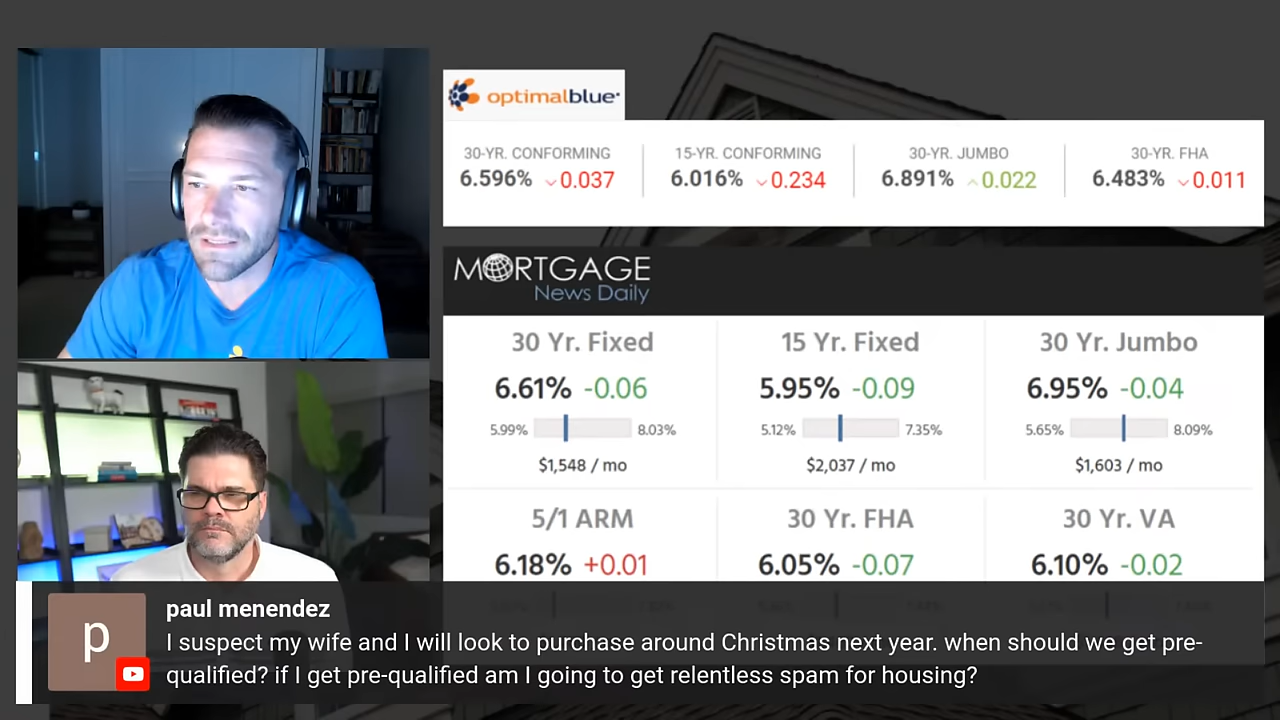 optimalblue
30-YR. CONFORMING
6.596% 0.037
15-YR. CONFORMING
6.016% 0.234
30-YR. JUMBO
6.891% 0.022
30-YR. FHA
6.483% 0.011
MORTGAGE
News Daily
30 Yr. Fixed
6.61% -0.06
5.99% 8.03%
$1,548 / mo
15 Yr. Fixed
5.95% -0.09
5.12% 7.35%
$2,037 / mo
30 Yr. Jumbo
6.95% -0.04
5.65% 8.09%
$1,603 / mo
5/1 ARM
6.18% +0.01
30 Yr. FHA
6.05% -0.07
30 Yr. VA
6.10% -0.02
p
paul menendez
I suspect my wife and I will look to purchase around Christmas next year. when should we get pre-
qualified? if I get pre-qualified am I going to get relentless spam for housing?